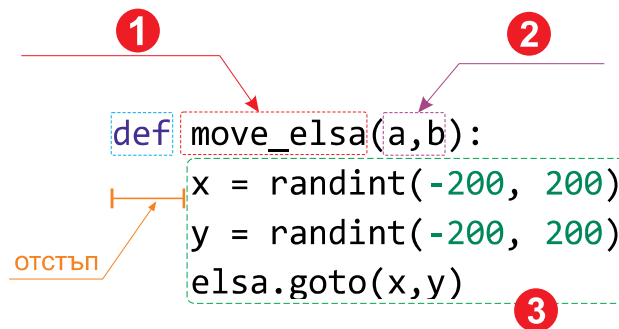 1
2
def move_elsa(a,b):
x = randint(-200, 200)
y = randint(-200, 200)
отстъп
elsa.goto(x,y)
3